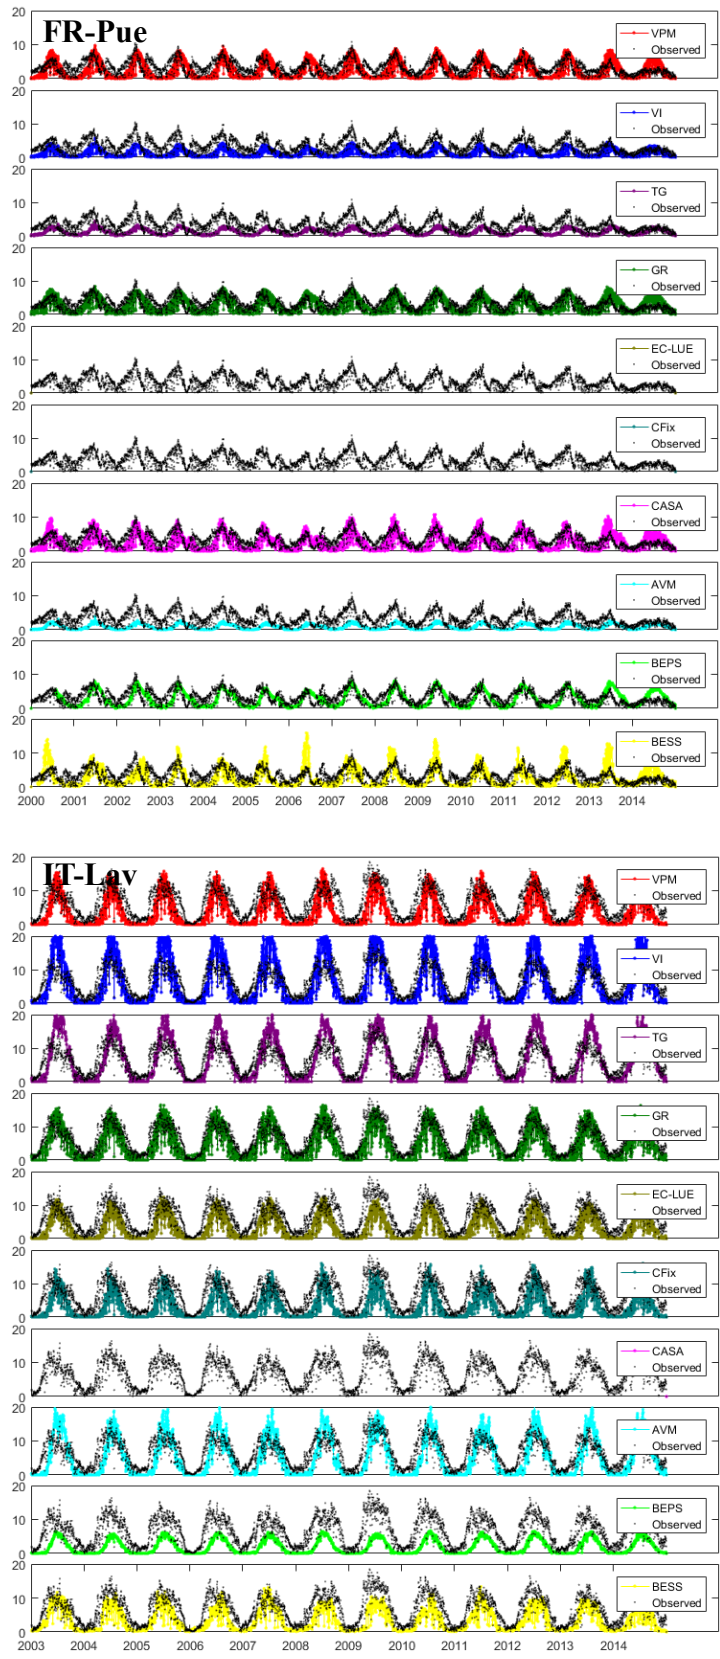 FR-Pue
20
10
0
VPM
Observed
20
10
0
VI
Observed
20
10
0
TG
Observed
20
10
0
GR
Observed
20
10
0
EC-LUE
Observed
20
10
0
CFix
Observed
20
10
0
CASA
Observed
20
10
0
AVM
Observed
20
10
0
BEPS
Observed
20
10
0
BESS
Observed
2000 2001 2002 2003 2004 2005 2006 2007 2008 2009 2010 2011 2012 2013 2014
IT-Lav
20
10
0
VPM
Observed
20
10
0
VI
Observed
20
10
0
TG
Observed
20
10
0
GR
Observed
20
10
0
EC-LUE
Observed
20
10
0
CFix
Observed
20
10
0
CASA
Observed
20
10
0
AVM
Observed
20
10
0
BEPS
Observed
20
10
0
BESS
Observed
2003 2004 2005 2006 2007 2008 2009 2010 2011 2012 2013 2014